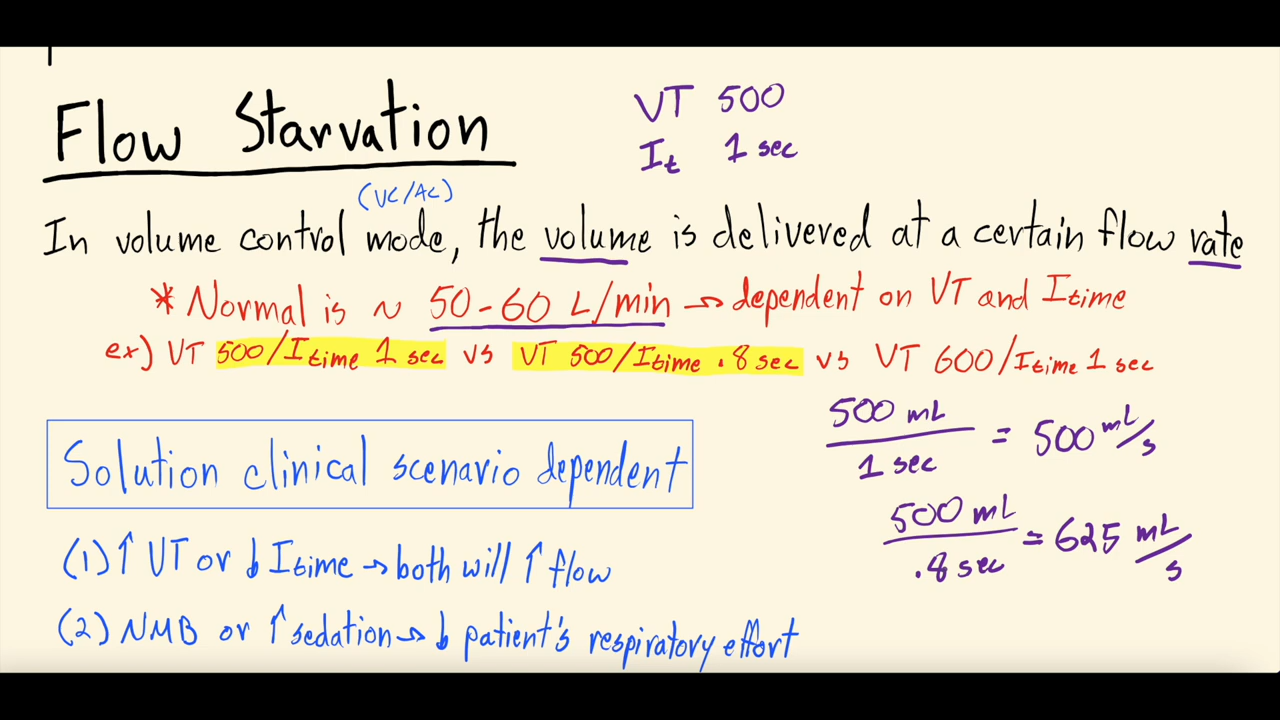 Flow Starvation
VT 500
It 1 sec
(VC/AC)
In volume control mode, the volume is delivered at a certain flow rate
* Normal is ~ 50-60 L/min → dependent on VT and Itime
ex) VT 500/Itime 1 sec vs VT 500/Itime .8 sec vs VT 600/Itime 1 sec
500 mL
1 sec
= 500 mL/s
500 mL
.8 sec
= 625 mL/s
Solution clinical scenario dependent
(1) ↑ VT or ↓ Itime → both will ↑ flow
(2) NMB or ↑ sedation → ↓ patient's respiratory effort